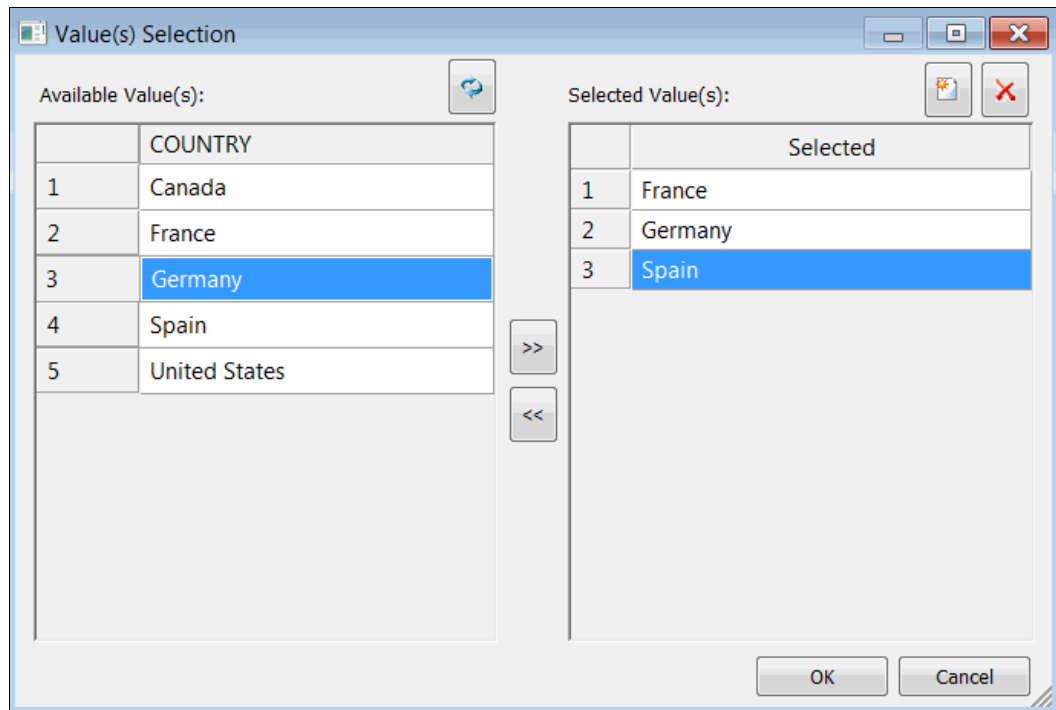 Value(s) Selection
Available Value(s):
COUNTRY
1 Canada
2 France
3 Germany
4 Spain
5 United States
>>
<<
Selected Value(s):
Selected
1 France
2 Germany
3 Spain
OK Cancel